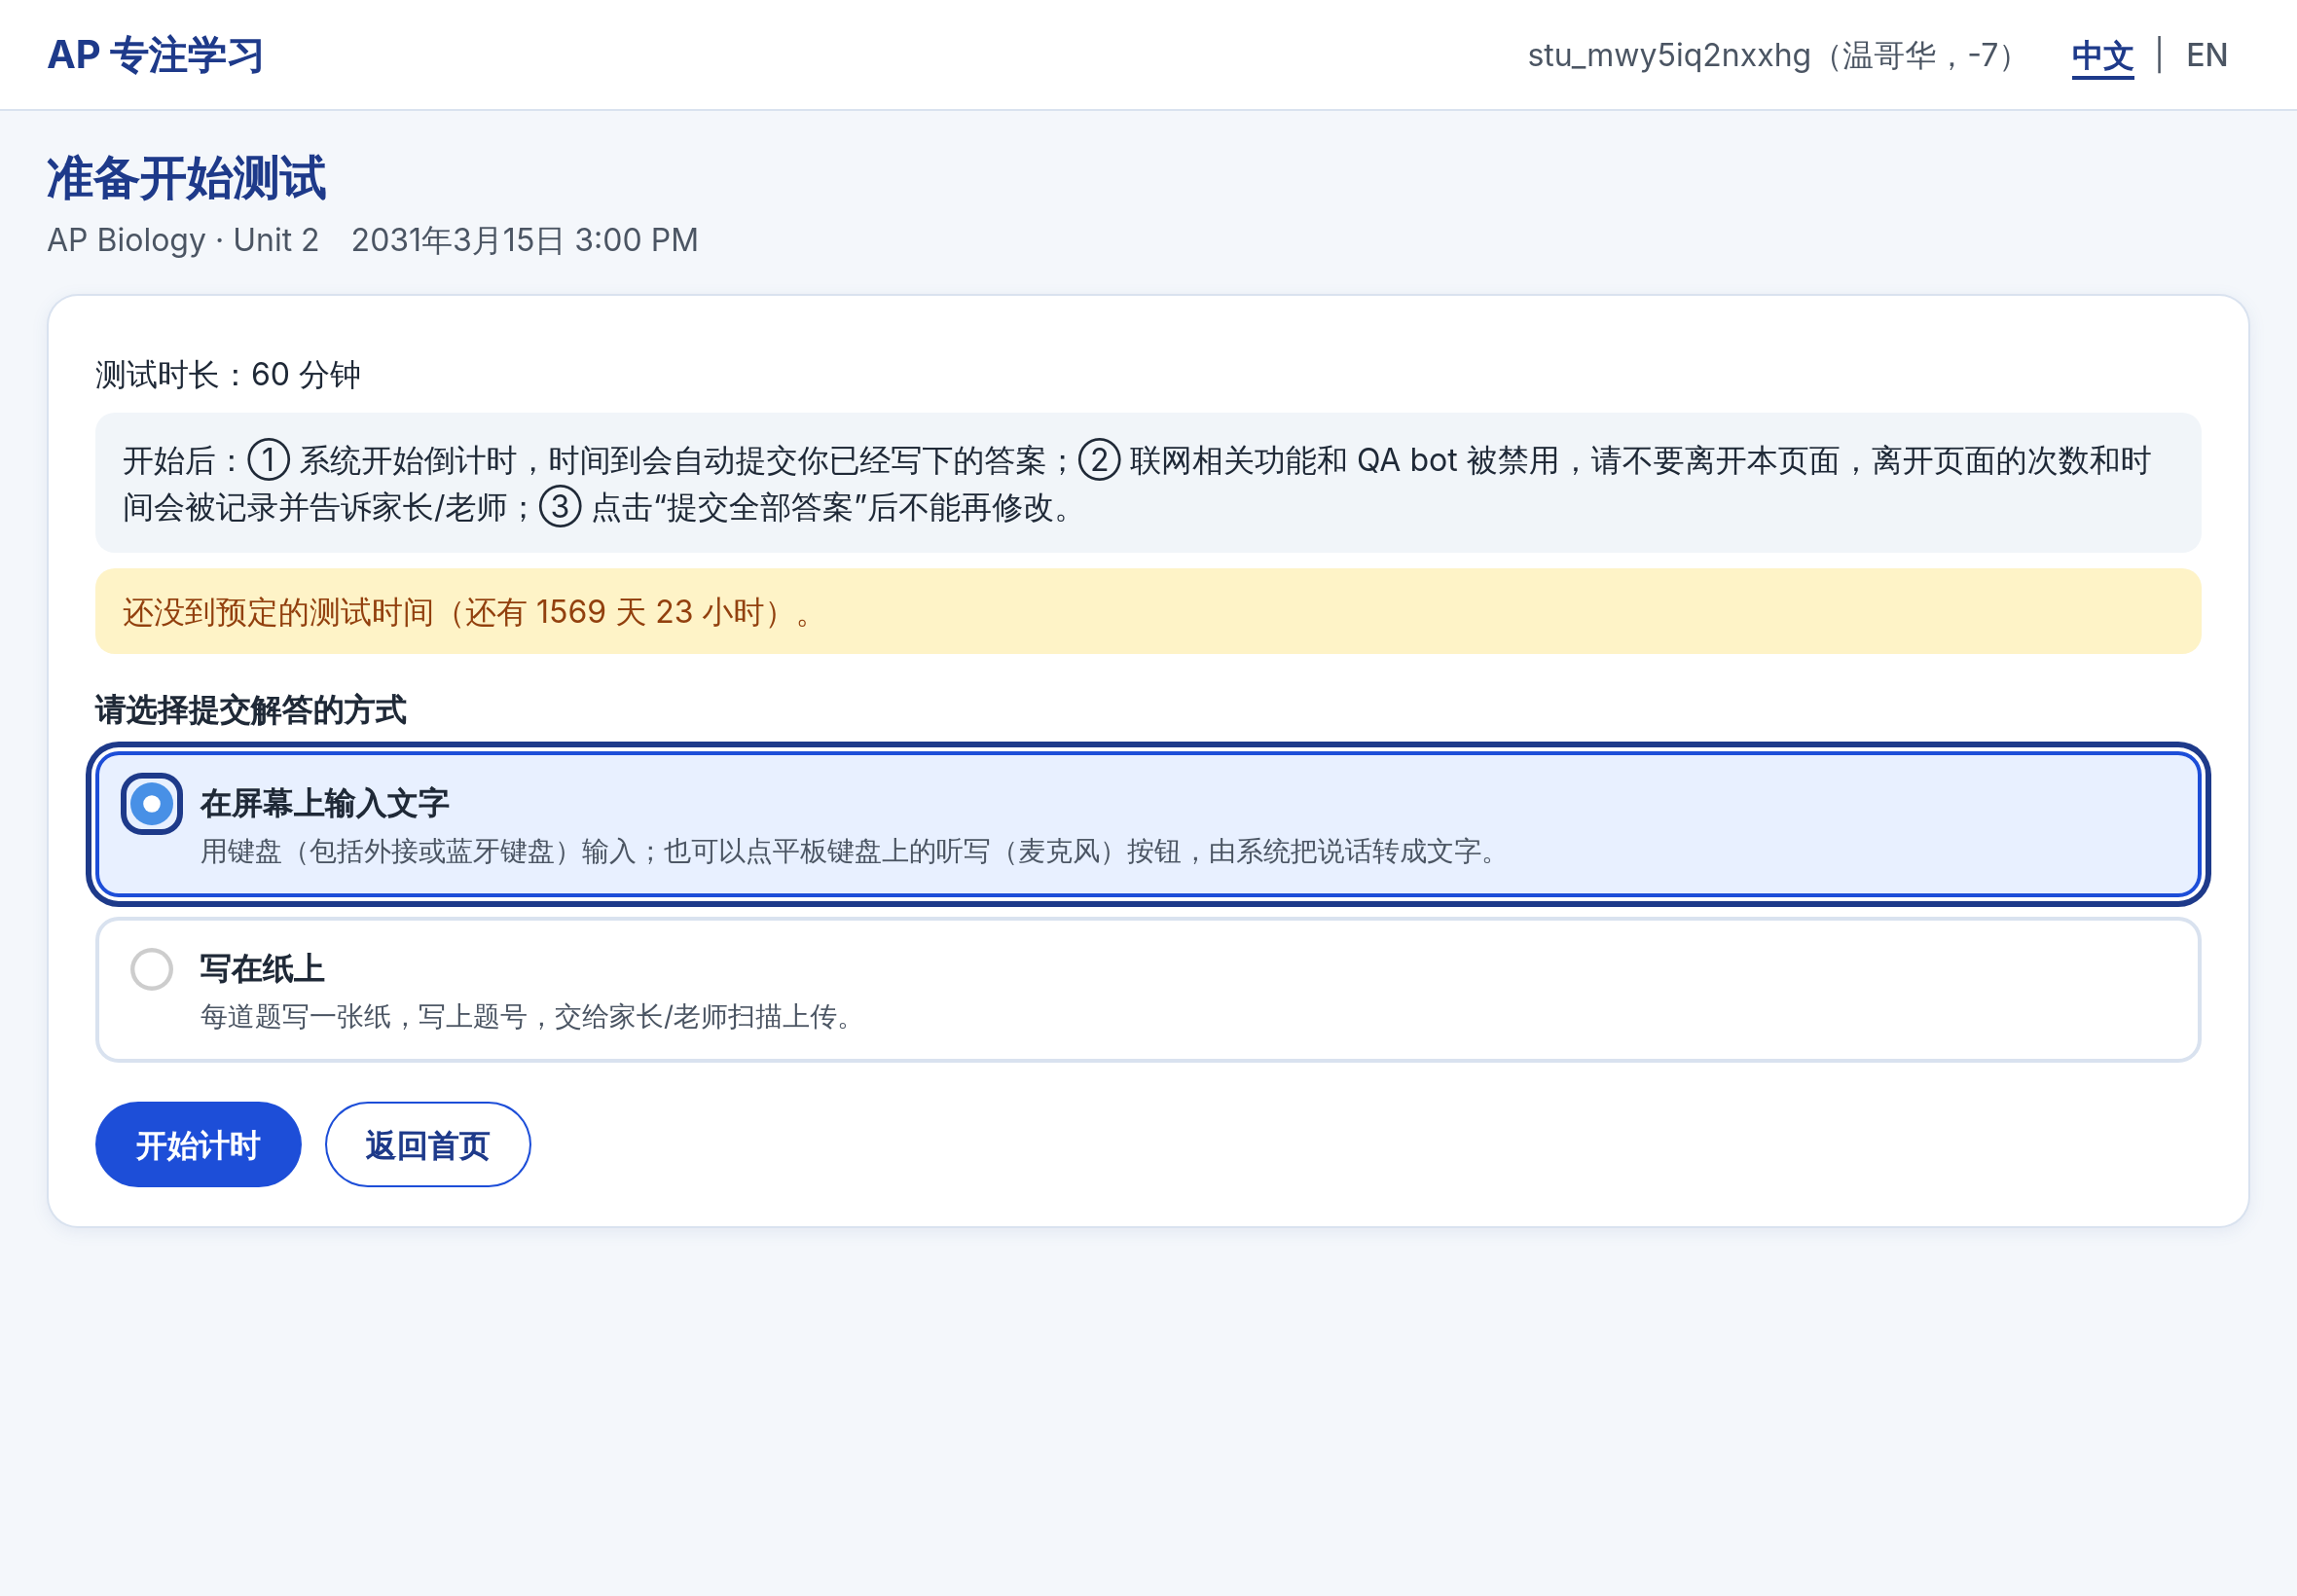 AP 专注学习
stu_mwy5iq2nxxhg（温哥华，-7） 中文 | EN
准备开始测试
AP Biology · Unit 2 2031年3月15日 3:00 PM
测试时长：60 分钟
开始后：① 系统开始倒计时，时间到会自动提交你已经写下的答案；② 联网相关功能和 QA bot 被禁用，请不要离开本页面，离开页面的次数和时
间会被记录并告诉家长/老师；③ 点击“提交全部答案”后不能再修改。
还没到预定的测试时间（还有 1569 天 23 小时）。
请选择提交解答的方式
在屏幕上输入文字
用键盘（包括外接或蓝牙键盘）输入；也可以点平板键盘上的听写（麦克风）按钮，由系统把说话转成文字。
写在纸上
每道题写一张纸，写上题号，交给家长/老师扫描上传。
开始计时 返回首页